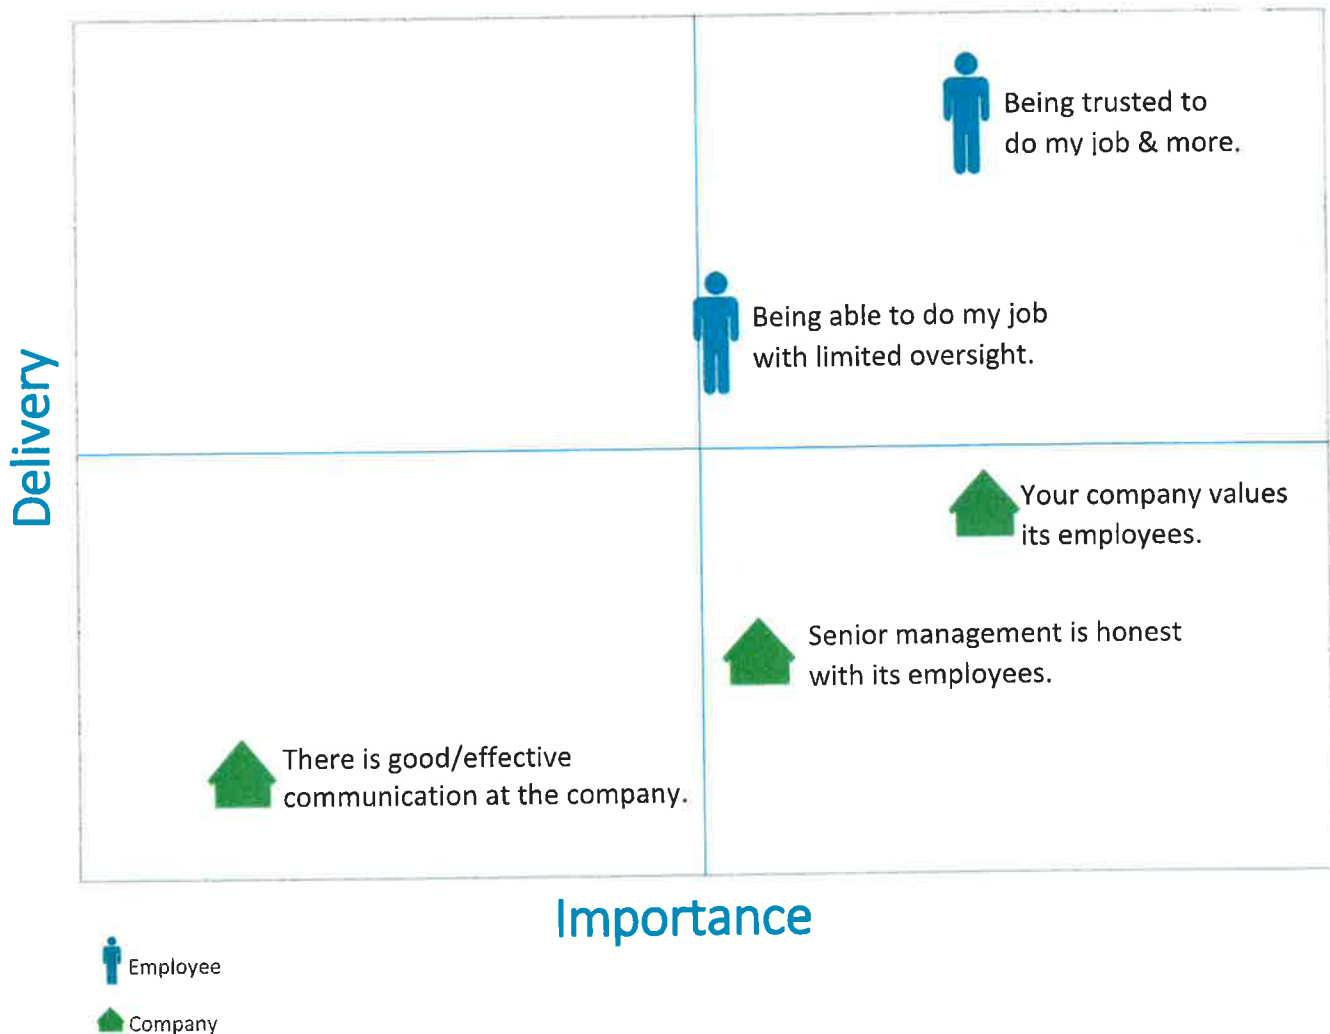 Being trusted to
do my job & more.
Being able to do my job
with limited oversight.
Delivery
Your company values
its employees.
Senior management is honest
with its employees.
There is good/effective
communication at the company.
Importance
Employee
Company